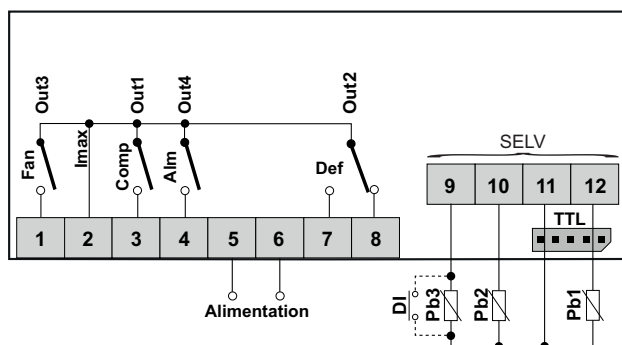 Out3
Imax
Out1
Out4
Out2
Fan
Comp
Alm
Def
SELV
1 2 3 4 5 6 7 8
9 10 11 12
TTL
Alimentation
DI
Pb3
Pb2
Pb1